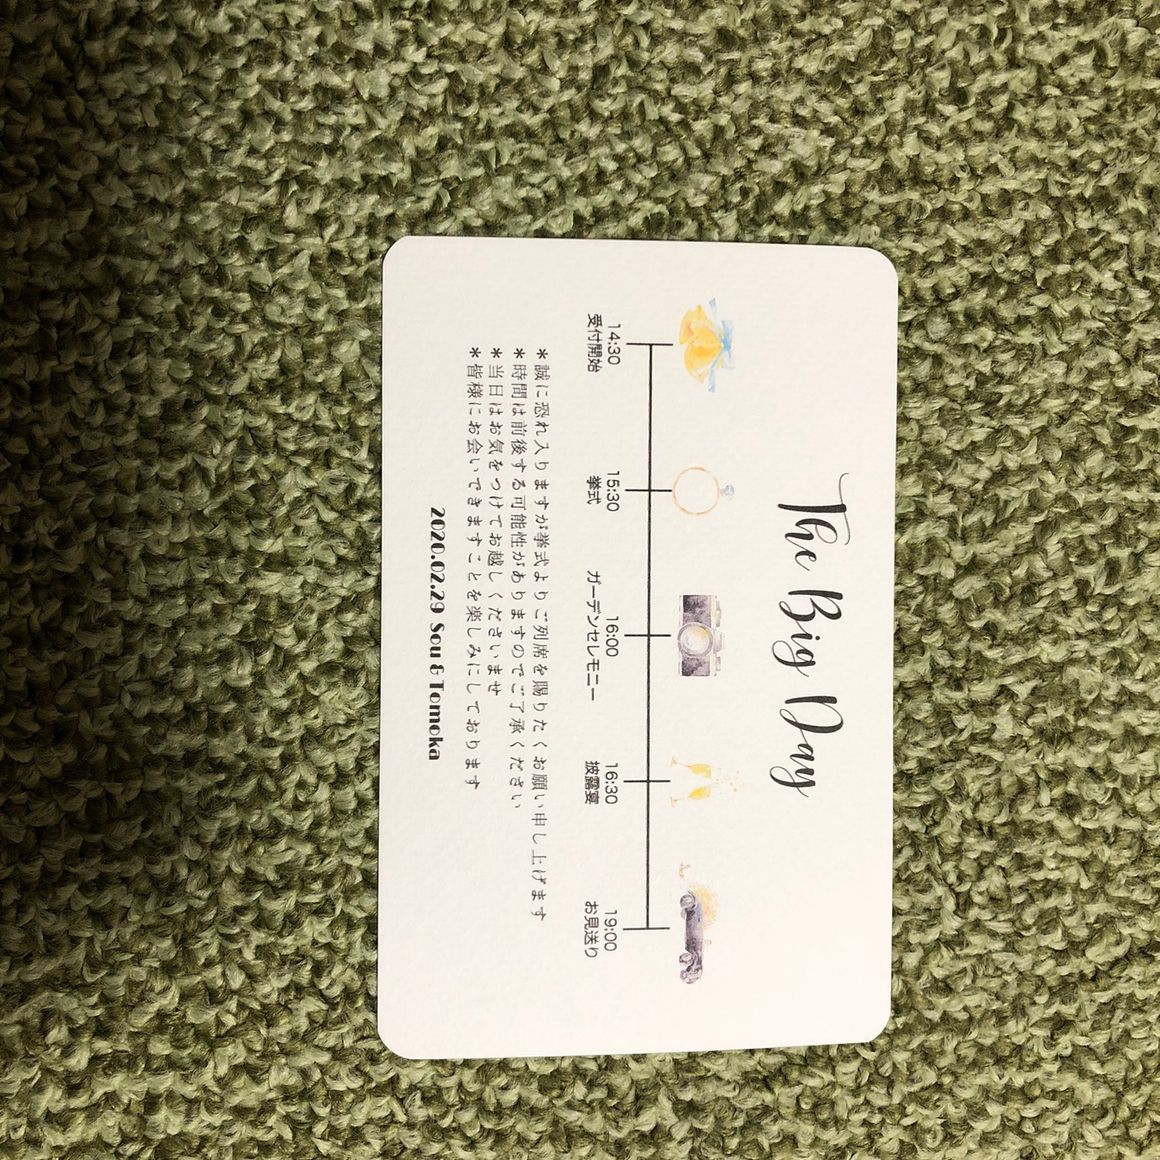 The Big Day
14:30
受付開始
15:30
挙式
16:00
ガーデンセレモニー
16:30
披露宴
19:00
お見送り
*誠に恐れ入りますが挙式よりご列席を賜りたくお願い申し上げます
*時間は前後する可能性がありますのでご了承ください
*当日はお気をつけてお越しくださいませ
*皆様にお会いできますことを楽しみにしております
2020.02.29 Sou & Tomoka